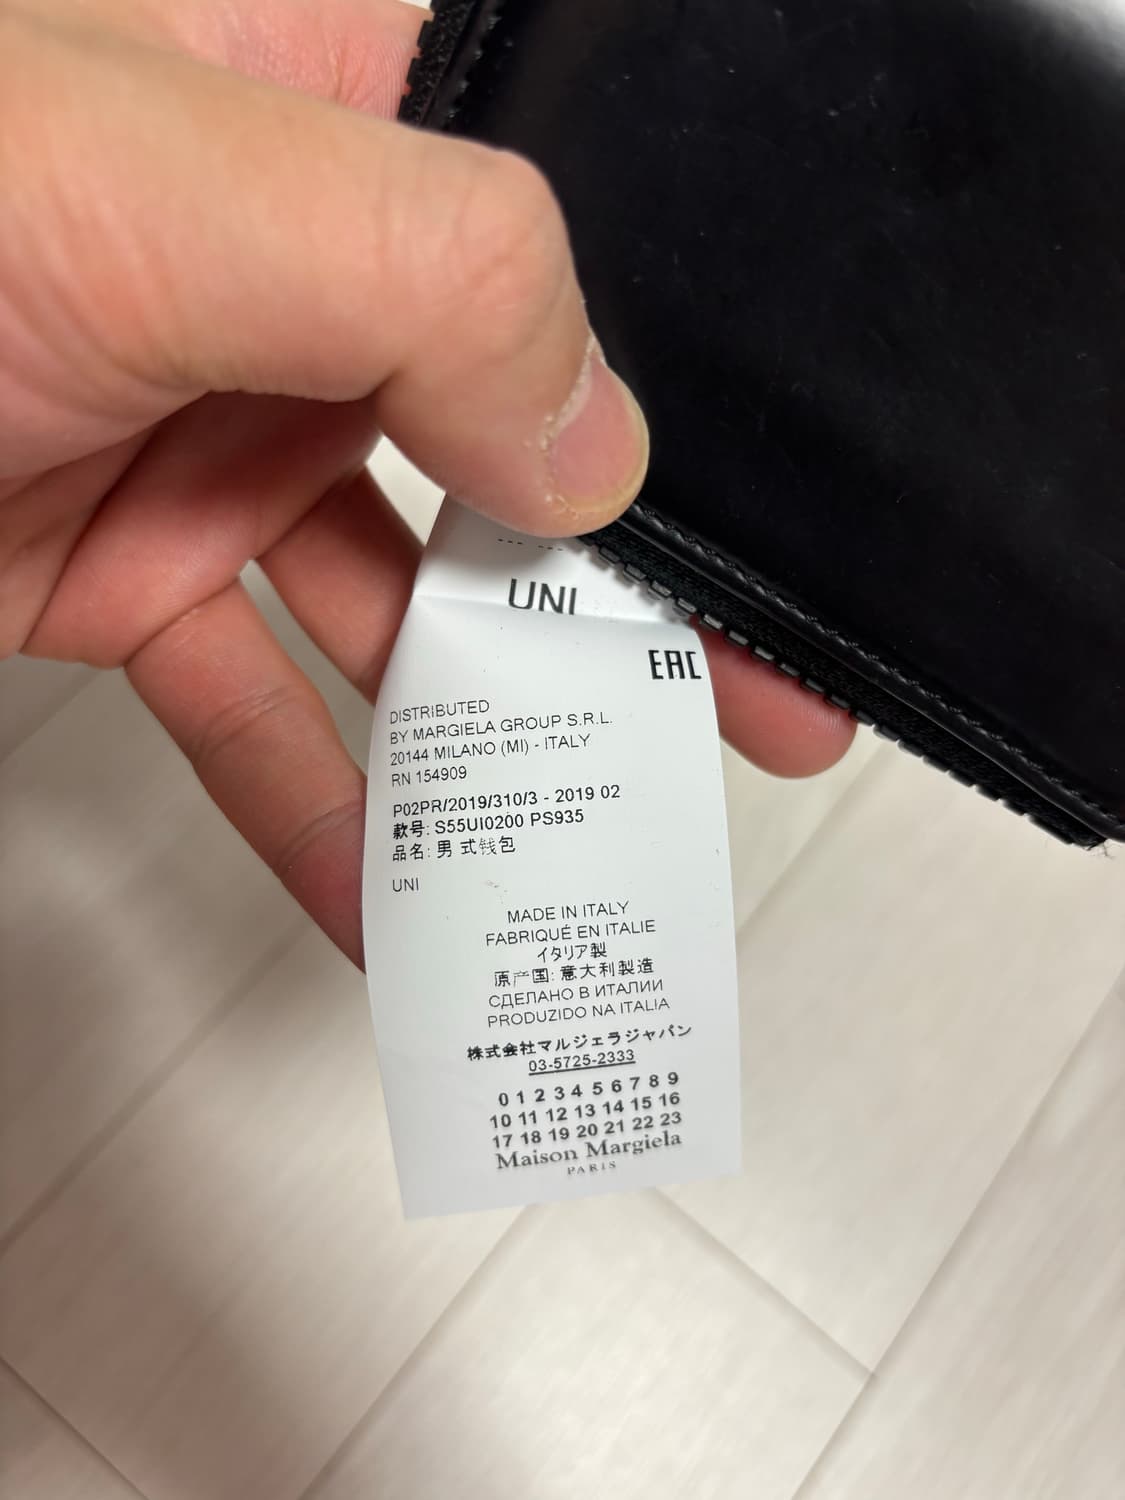 UNI
EAC
DISTRIBUTED
BY MARGIELA GROUP S.R.L.
20144 MILANO (MI) - ITALY
RN 154909
P02PR/2019/310/3 - 2019 02
款号: S55UI0200 PS935
品名: 男 式钱包
UNI
MADE IN ITALY
FABRIQUÉ EN ITALIE
イタリア製
原产国: 意大利製造
СДЕЛАНО В ИТАЛИИ
PRODUZIDO NA ITALIA
株式会社マルジェラジャパン
03-5725-2333
0 1 2 3 4 5 6 7 8 9
10 11 12 13 14 15 16
17 18 19 20 21 22 23
Maison Margiela
PARIS